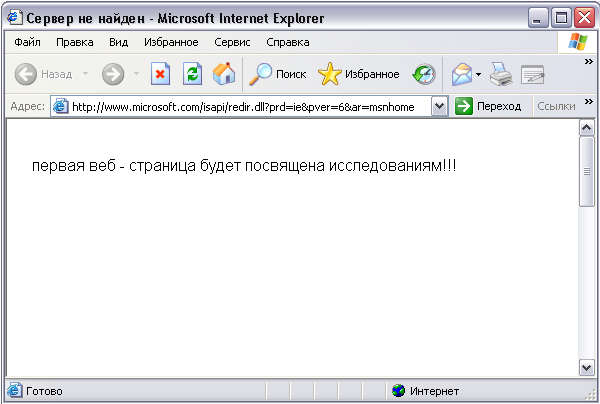 Сервер не найден - Microsoft Internet Explorer
Файл Правка Вид Избранное Сервис Справка
Назад Поиск Избранное »
Адрес: http://www.microsoft.com/isapi/redir.dll?prd=ie&pver=6&ar=msnhome Переход Ссылки »
первая веб - страница будет посвящена исследованиям!!!
Готово Интернет